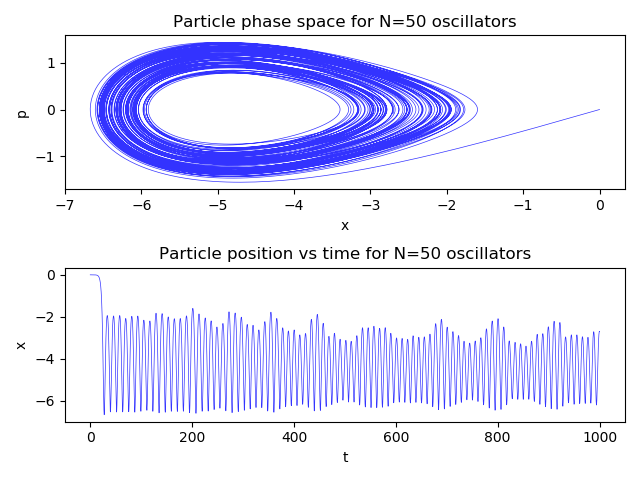 Particle phase space for N=50 oscillators
1
0
−1
p
−7 −6 −5 −4 −3 −2 −1 0
x
Particle position vs time for N=50 oscillators
0
−2
−4
−6
x
0 200 400 600 800 1000
t